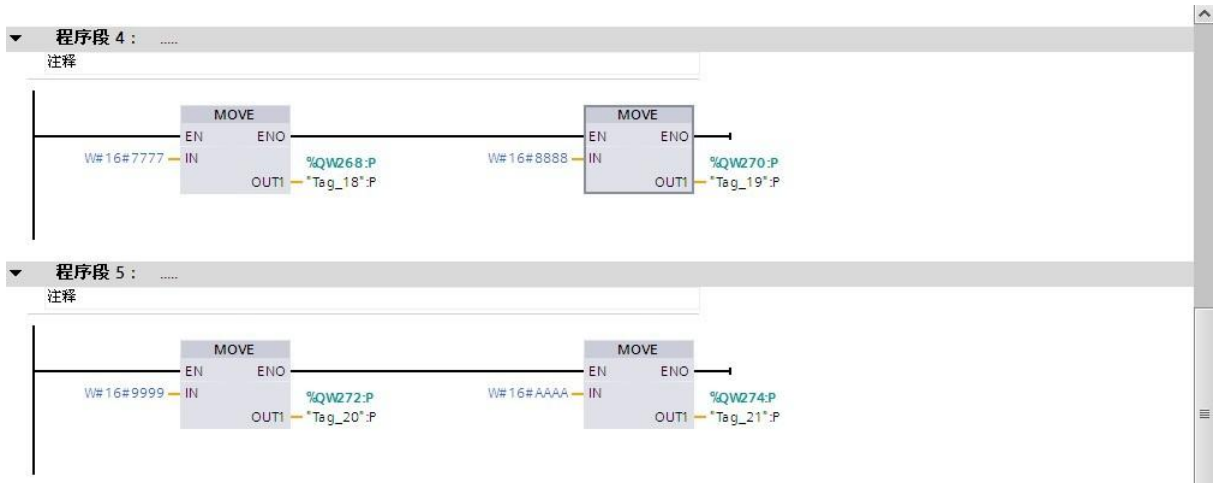 程序段 4： .....
注释
MOVE MOVE
EN ENO EN ENO
W#16#7777 IN %QW268:P W#16#8888 IN %QW270:P
OUT1 "Tag_18":P OUT1 "Tag_19":P
程序段 5： .....
注释
MOVE MOVE
EN ENO EN ENO
W#16#9999 IN %QW272:P W#16#AAAA IN %QW274:P
OUT1 "Tag_20":P OUT1 "Tag_21":P